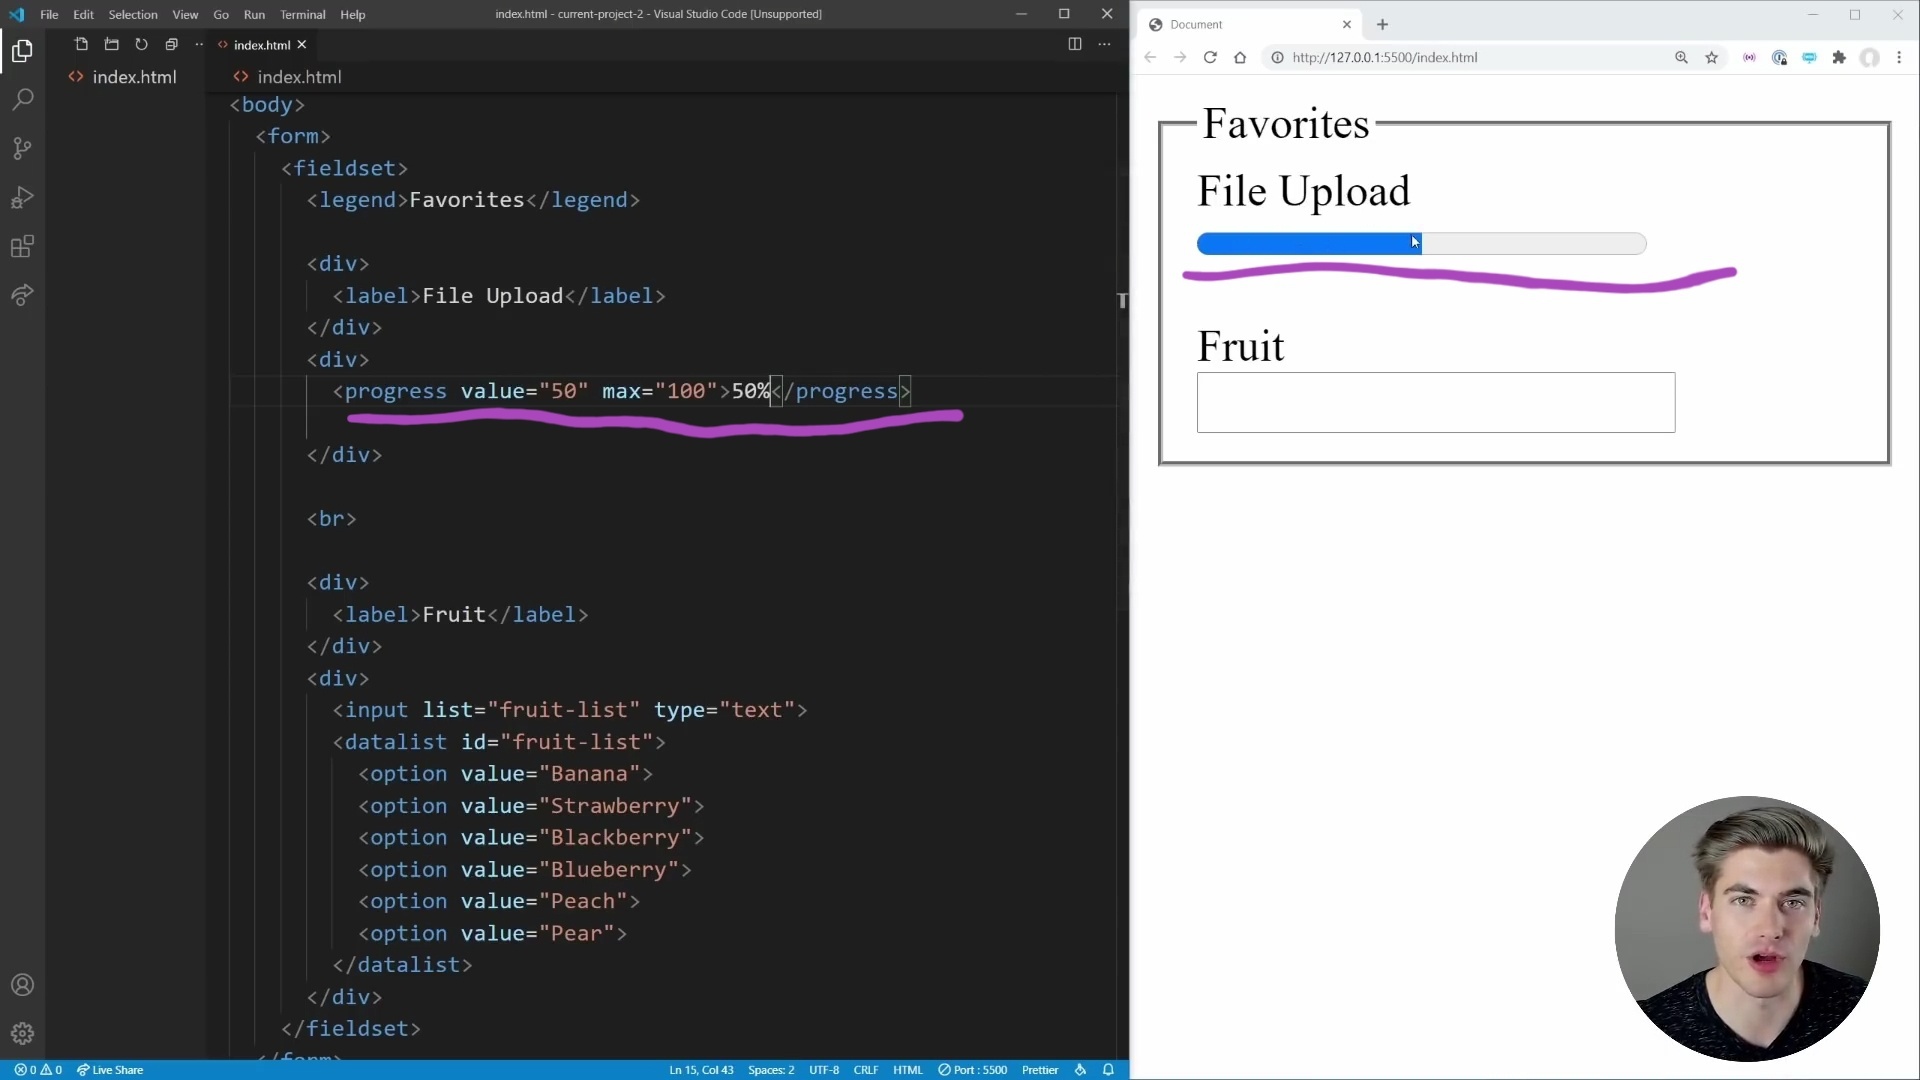 File Edit Selection View Go Run Terminal Help
index.html - current-project-2 - Visual Studio Code [Unsupported]
index.html
index.html
index.html
<body>
<form>
<fieldset>
<legend>Favorites</legend>
<div>
<label>File Upload</label>
</div>
<div>
<progress value="50" max="100">50%</progress>
</div>
<br>
<div>
<label>Fruit</label>
</div>
<div>
<input list="fruit-list" type="text">
<datalist id="fruit-list">
<option value="Banana">
<option value="Strawberry">
<option value="Blackberry">
<option value="Blueberry">
<option value="Peach">
<option value="Pear">
</datalist>
</div>
</fieldset>
</form>
0 0 Live Share
Ln 15, Col 43 Spaces: 2 UTF-8 CRLF HTML Port : 5500 Prettier
Document
http://127.0.0.1:5500/index.html
Favorites
File Upload
Fruit